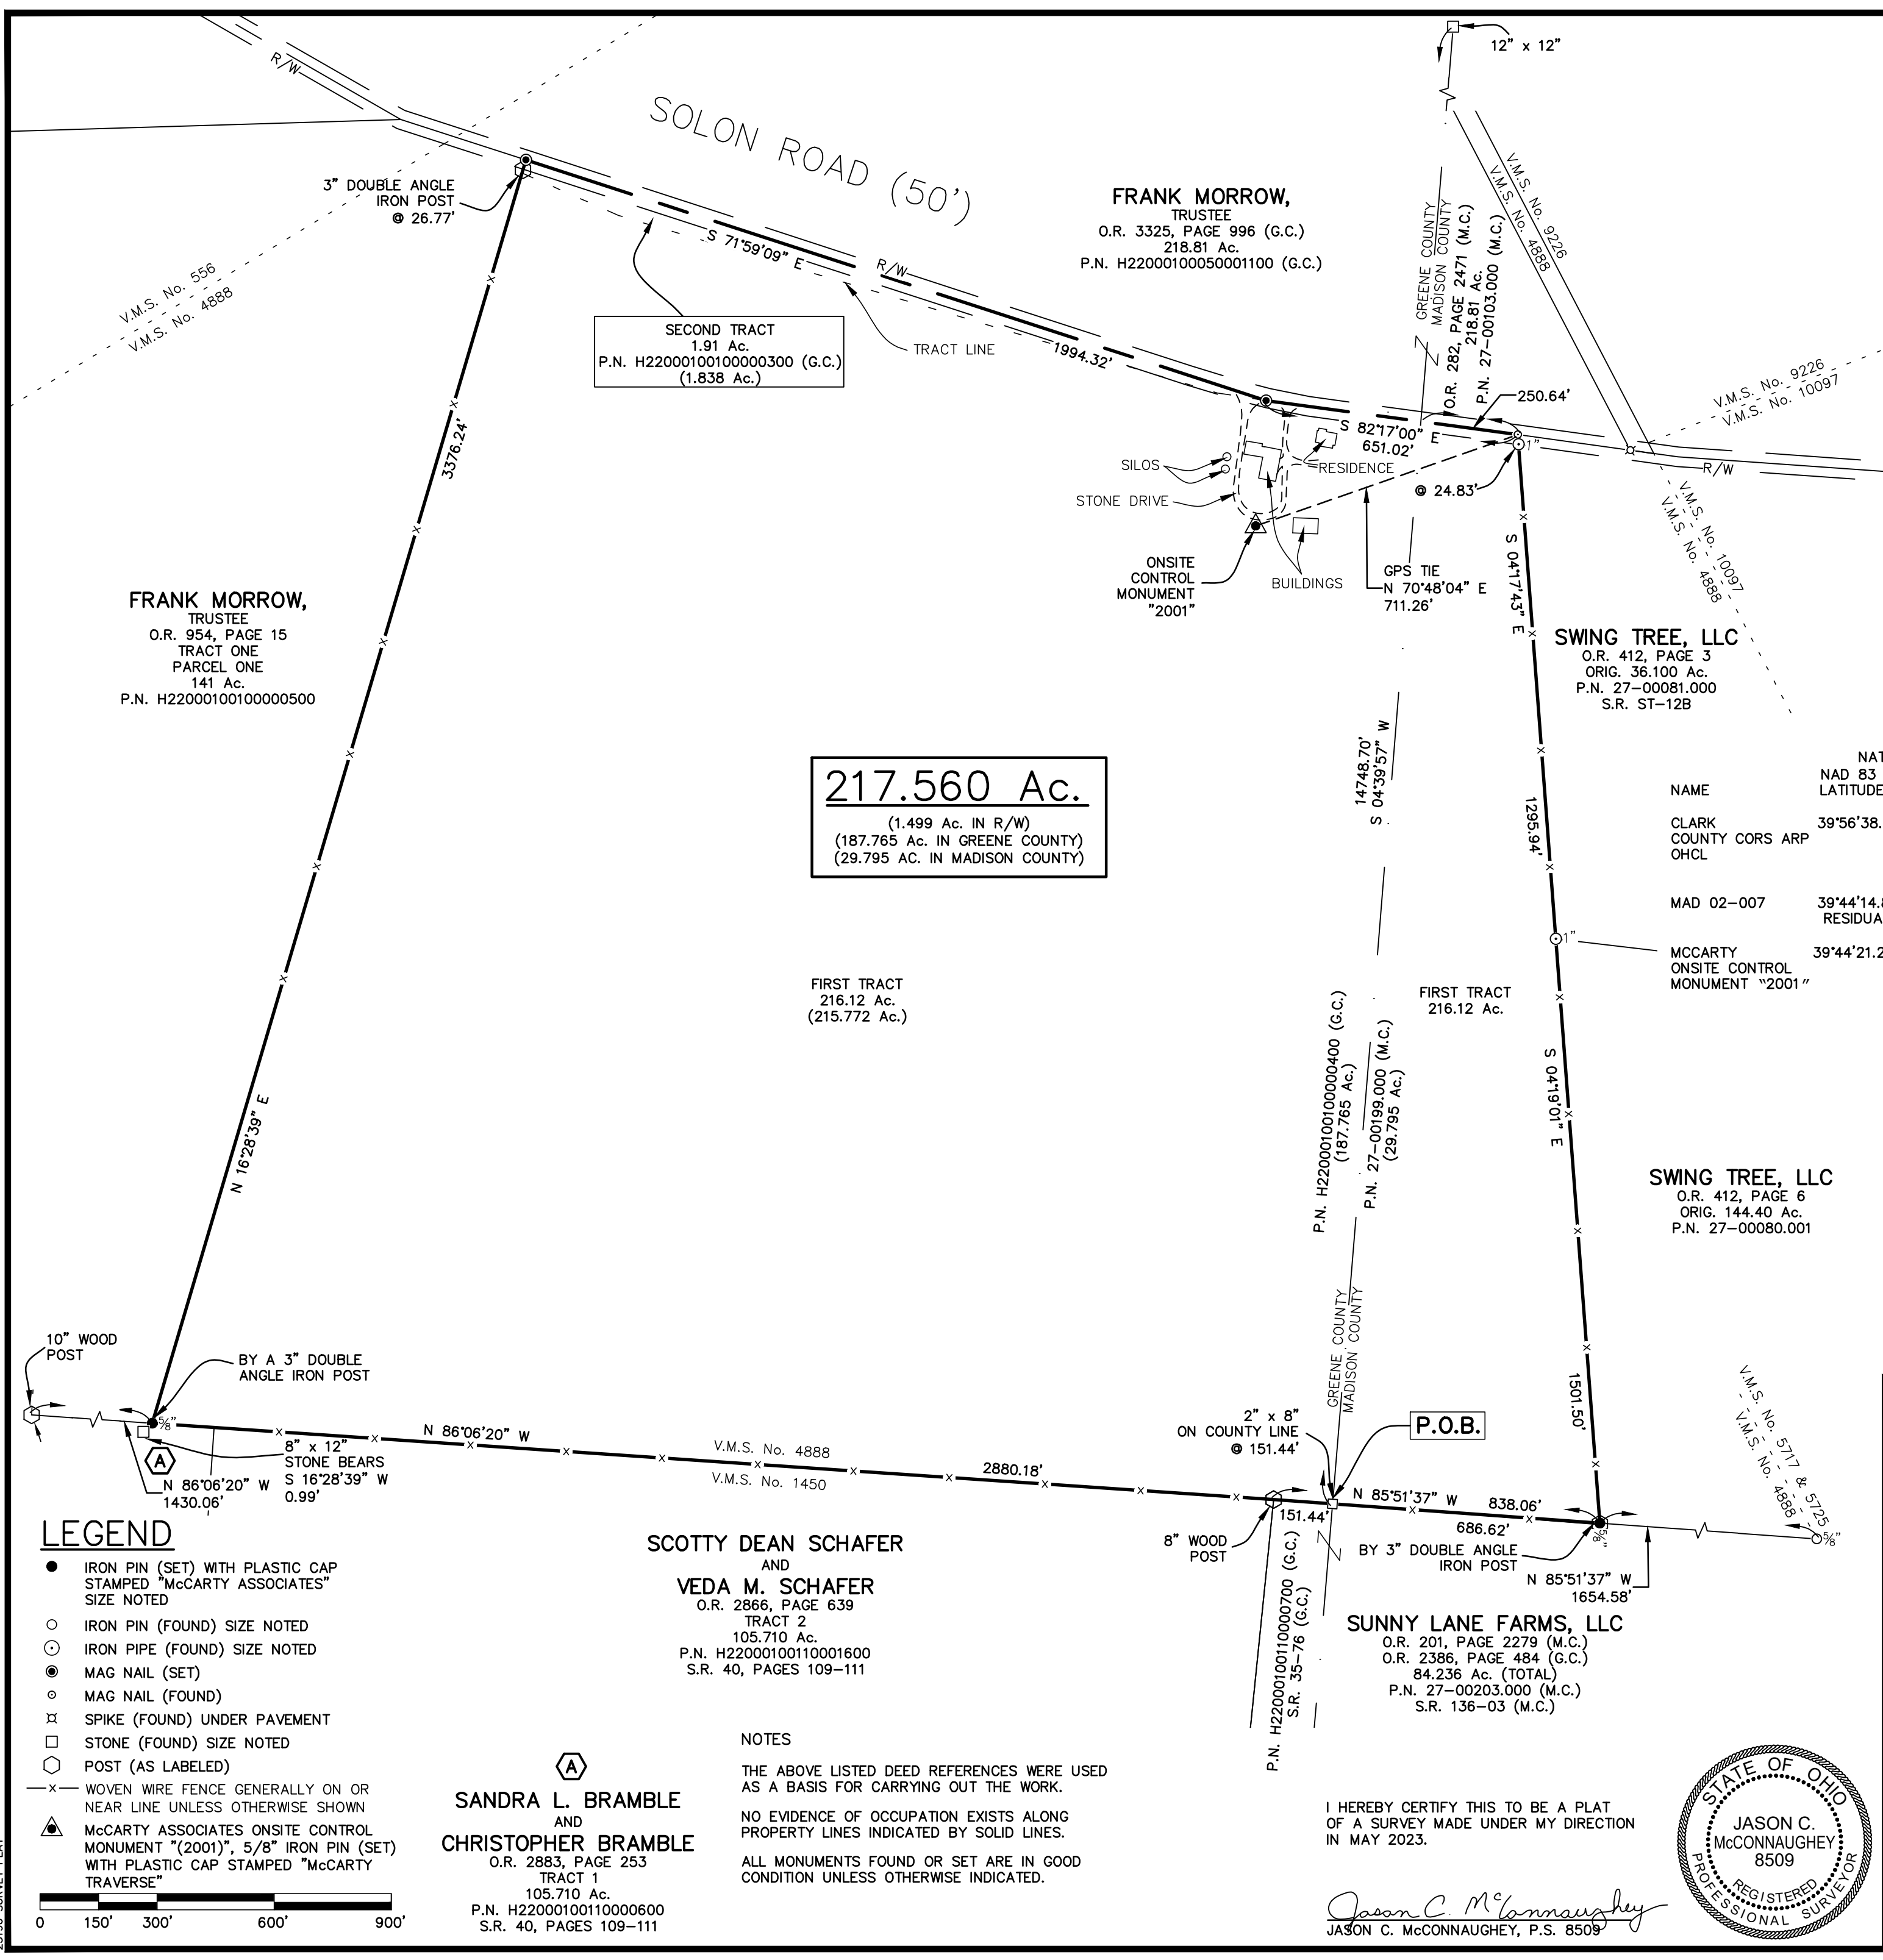 R/W
12" x 12"
SOLON ROAD (50')
3" DOUBLE ANGLE
IRON POST
@ 26.77'
FRANK MORROW,
TRUSTEE
O.R. 3325, PAGE 996 (G.C.)
218.81 Ac.
P.N. H22000100050001100 (G.C.)
GREENE COUNTY
MADISON COUNTY
O.R. 282, PAGE 2471 (M.C.)
218.81 Ac.
P.N. 27-00103.000 (M.C.)
V.M.S. No. 9226
V.M.S. No. 4888
V.M.S. No. 556
V.M.S. No. 4888
S 71°59'09" E
R/W
SECOND TRACT
1.91 Ac.
P.N. H22000100100000300 (G.C.)
(1.838 Ac.)
TRACT LINE
1994.32'
250.64'
V.M.S. No. 9226
V.M.S. No. 10097
S 82°17'00" E
651.02'
1"
R/W
SILOS
RESIDENCE
STONE DRIVE
@ 24.83'
V.M.S. No. 10097
V.M.S. No. 4888
3376.24'
ONSITE
CONTROL
MONUMENT
"2001"
BUILDINGS
GPS TIE
N 70°48'04" E
711.26'
S 04°17'43" E
FRANK MORROW,
TRUSTEE
O.R. 954, PAGE 15
TRACT ONE
PARCEL ONE
141 Ac.
P.N. H22000100100000500
SWING TREE, LLC
O.R. 412, PAGE 3
ORIG. 36.100 Ac.
P.N. 27-00081.000
S.R. ST-12B
217.560 Ac.
(1.499 Ac. IN R/W)
(187.765 Ac. IN GREENE COUNTY)
(29.795 AC. IN MADISON COUNTY)
14748.70'
S 04°39'57" W
1295.94'
NAT
NAD 83
NAME LATITUDE
CLARK 39°56'38.
COUNTY CORS ARP
OHCL
MAD 02-007 39°44'14.8
RESIDUA
1"
MCCARTY 39°44'21.2
ONSITE CONTROL
MONUMENT "2001"
FIRST TRACT
216.12 Ac.
(215.772 Ac.)
FIRST TRACT
216.12 Ac.
P.N. H22000100100000400 (G.C.)
(187.765 Ac.)
P.N. 27-00199.000 (M.C.)
(29.795 Ac.)
S 04°19'01" E
N 16°28'39" E
SWING TREE, LLC
O.R. 412, PAGE 6
ORIG. 144.40 Ac.
P.N. 27-00080.001
GREENE COUNTY
MADISON COUNTY
1501.50'
10" WOOD
POST
BY A 3" DOUBLE
ANGLE IRON POST
5/8"
A
8" x 12"
STONE BEARS
S 16°28'39" W
0.99'
N 86°06'20" W
1430.06'
N 86°06'20" W
V.M.S. No. 4888
V.M.S. No. 1450
2880.18'
2" x 8"
ON COUNTY LINE
@ 151.44'
P.O.B.
N 85°51'37" W
838.06'
151.44'
686.62'
8" WOOD
POST
BY 3" DOUBLE ANGLE
IRON POST
5/8"
N 85°51'37" W
1654.58'
5/8"
V.M.S. No. 5717 & 5725
V.M.S. No. 4888
P.N. H22000100110000700 (G.C.)
S.R. 35-76 (G.C.)
SCOTTY DEAN SCHAFER
AND
VEDA M. SCHAFER
O.R. 2866, PAGE 639
TRACT 2
105.710 Ac.
P.N. H22000100110001600
S.R. 40, PAGES 109-111
SUNNY LANE FARMS, LLC
O.R. 201, PAGE 2279 (M.C.)
O.R. 2386, PAGE 484 (G.C.)
84.236 Ac. (TOTAL)
P.N. 27-00203.000 (M.C.)
S.R. 136-03 (M.C.)
LEGEND
IRON PIN (SET) WITH PLASTIC CAP
STAMPED "McCARTY ASSOCIATES"
SIZE NOTED
IRON PIN (FOUND) SIZE NOTED
IRON PIPE (FOUND) SIZE NOTED
MAG NAIL (SET)
MAG NAIL (FOUND)
SPIKE (FOUND) UNDER PAVEMENT
STONE (FOUND) SIZE NOTED
POST (AS LABELED)
x WOVEN WIRE FENCE GENERALLY ON OR
NEAR LINE UNLESS OTHERWISE SHOWN
McCARTY ASSOCIATES ONSITE CONTROL
MONUMENT "(2001)", 5/8" IRON PIN (SET)
WITH PLASTIC CAP STAMPED "McCARTY
TRAVERSE"
0 150' 300' 600' 900'
A
SANDRA L. BRAMBLE
AND
CHRISTOPHER BRAMBLE
O.R. 2883, PAGE 253
TRACT 1
105.710 Ac.
P.N. H22000100110000600
S.R. 40, PAGES 109-111
NOTES
THE ABOVE LISTED DEED REFERENCES WERE USED
AS A BASIS FOR CARRYING OUT THE WORK.
NO EVIDENCE OF OCCUPATION EXISTS ALONG
PROPERTY LINES INDICATED BY SOLID LINES.
ALL MONUMENTS FOUND OR SET ARE IN GOOD
CONDITION UNLESS OTHERWISE INDICATED.
I HEREBY CERTIFY THIS TO BE A PLAT
OF A SURVEY MADE UNDER MY DIRECTION
IN MAY 2023.
Jason C. McConnaughey
JASON C. McCONNAUGHEY, P.S. 8509
STATE OF OHIO
JASON C.
McCONNAUGHEY
8509
REGISTERED
PROFESSIONAL SURVEYOR